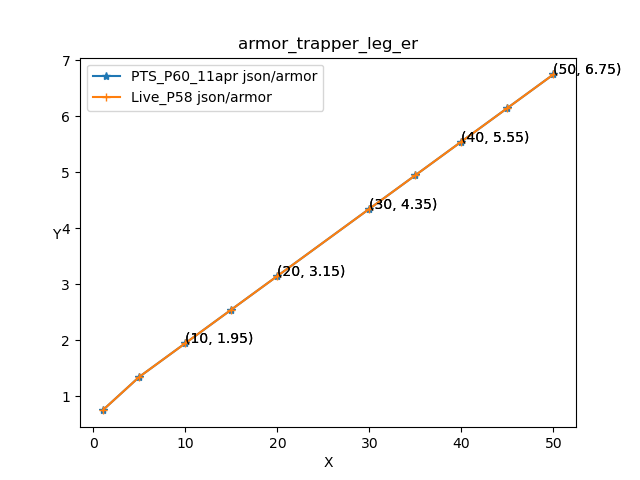 armor_trapper_leg_er
PTS_P60_11apr json/armor
Live_P58 json/armor
(50, 6.75)
(40, 5.55)
(30, 4.35)
(20, 3.15)
(10, 1.95)
7
6
5
4
3
2
1
Y
0 10 20 30 40 50
X